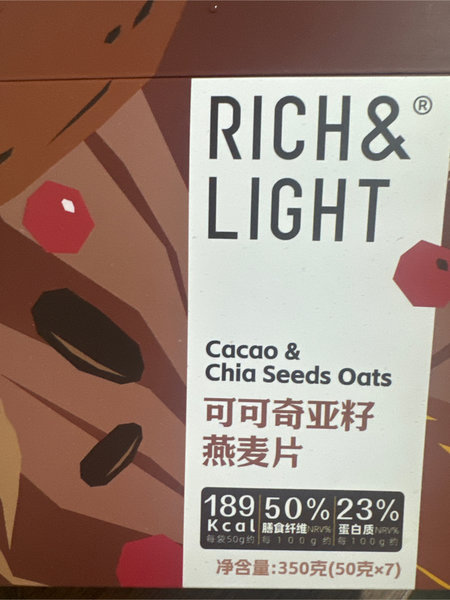 RICH&®
LIGHT
Cacao &
Chia Seeds Oats
可可奇亚籽
燕麦片
189 50% 23%
Kcal 膳食纤维NRV% 蛋白质NRV%
每袋50g约 每100g约 每100g约
净含量:350克(50克×7)